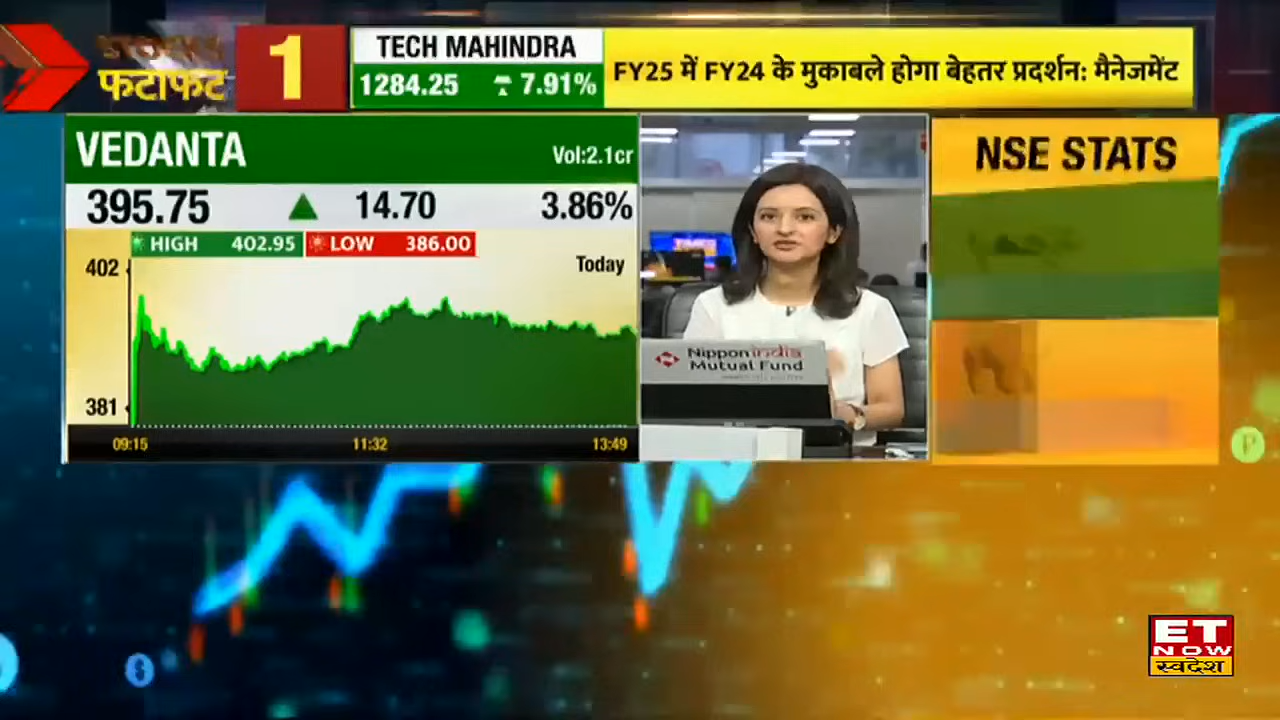 फटाफट
1
TECH MAHINDRA
1284.25 7.91%
FY25 में FY24 के मुकाबले होगा बेहतर प्रदर्शन: मैनेजमेंट
VEDANTA
Vol:2.1cr
395.75 14.70 3.86%
HIGH 402.95 LOW 386.00
402
Today
381
09:15 11:32 13:49
Nippon india
Mutual Fund
NSE STATS
ET
NOW
स्वदेश